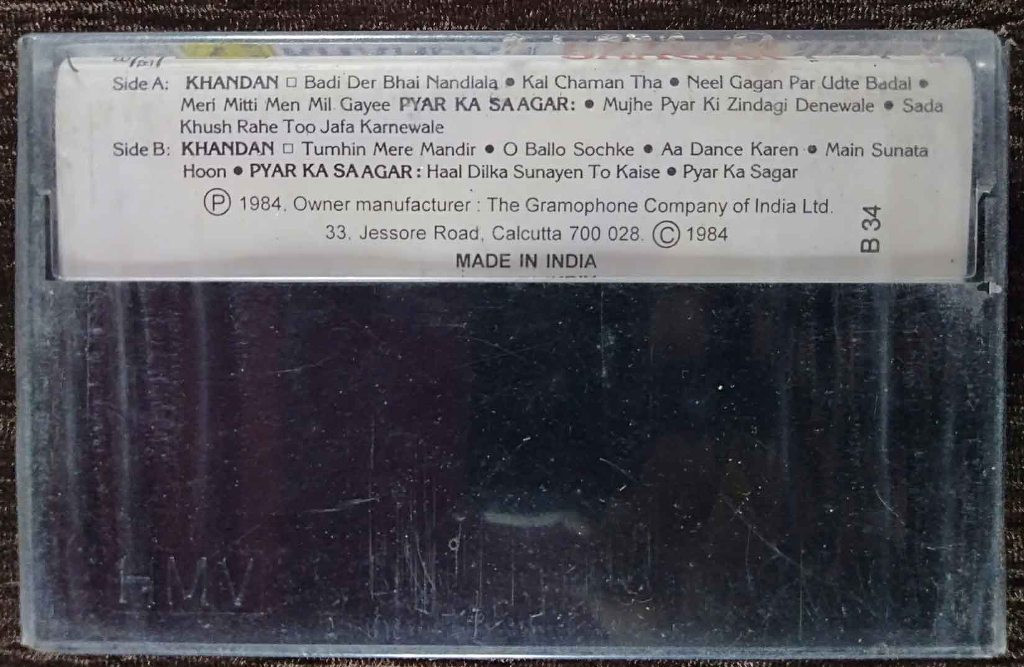 Side A: KHANDAN □ Badi Der Bhai Nandlala ● Kal Chaman Tha ● Neel Gagan Par Udte Badal ●
Meri Mitti Men Mil Gayee PYAR KA SAAGAR: ● Mujhe Pyar Ki Zindagi Denewale ● Sada
Khush Rahe Too Jafa Karnewale
Side B: KHANDAN □ Tumhin Mere Mandir ● O Ballo Sochke ● Aa Dance Karen ● Main Sunata
Hoon ● PYAR KA SAAGAR: Haal Dilka Sunayen To Kaise ● Pyar Ka Sagar
Ⓟ 1984. Owner manufacturer : The Gramophone Company of India Ltd.
33, Jessore Road, Calcutta 700 028. © 1984
MADE IN INDIA
B 34
HMV